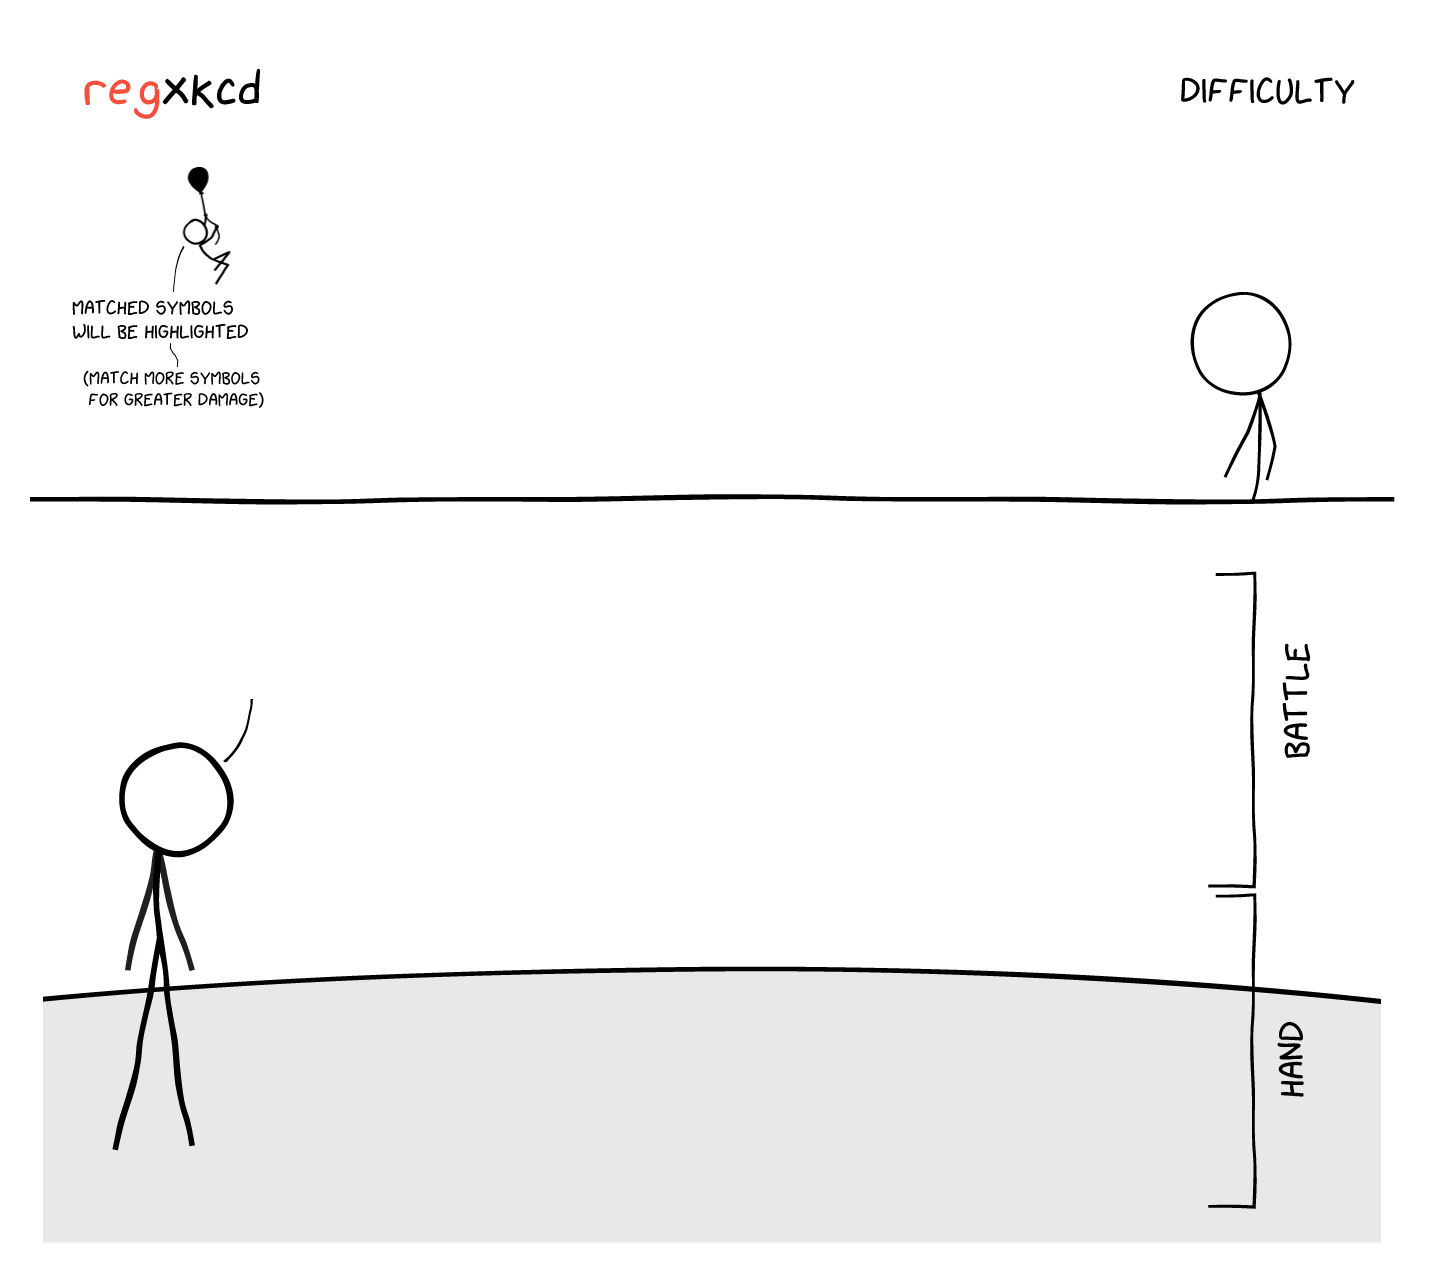 regxkcd
DIFFICULTY
MATCHED SYMBOLS
WILL BE HIGHLIGHTED
(MATCH MORE SYMBOLS
FOR GREATER DAMAGE)
BATTLE
HAND